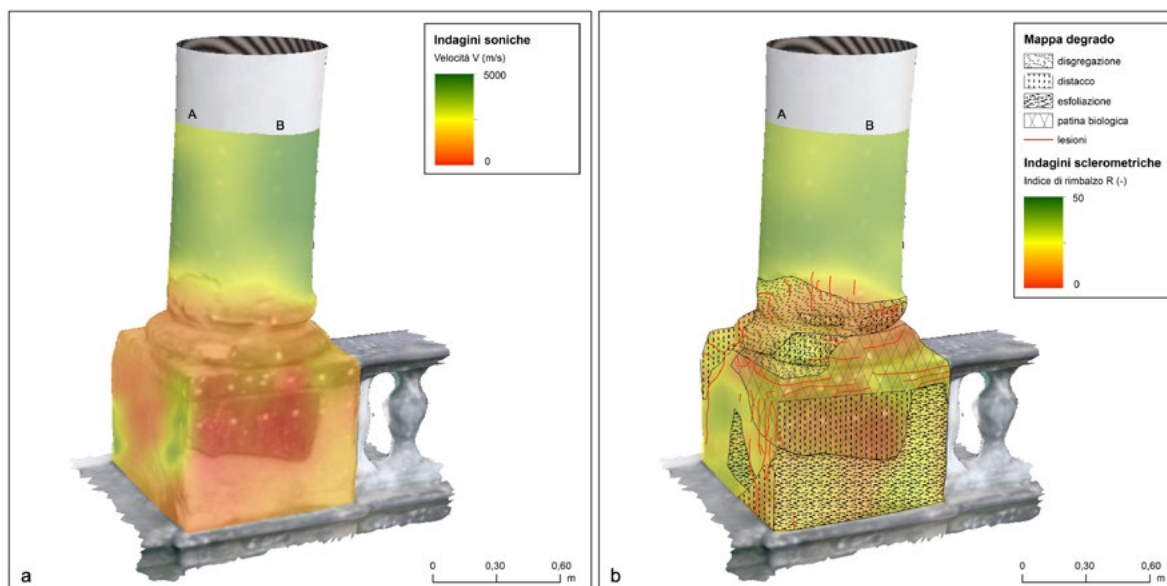 Indagini soniche
Velocità V (m/s)
5000
0
A
B
0
0,30
0,60
m
a
Mappa degrado
disgregazione
distacco
esfoliazione
patina biologica
lesioni
Indagini sclerometriche
Indice di rimbalzo R (-)
50
0
A
B
0
0,30
0,60
m
b